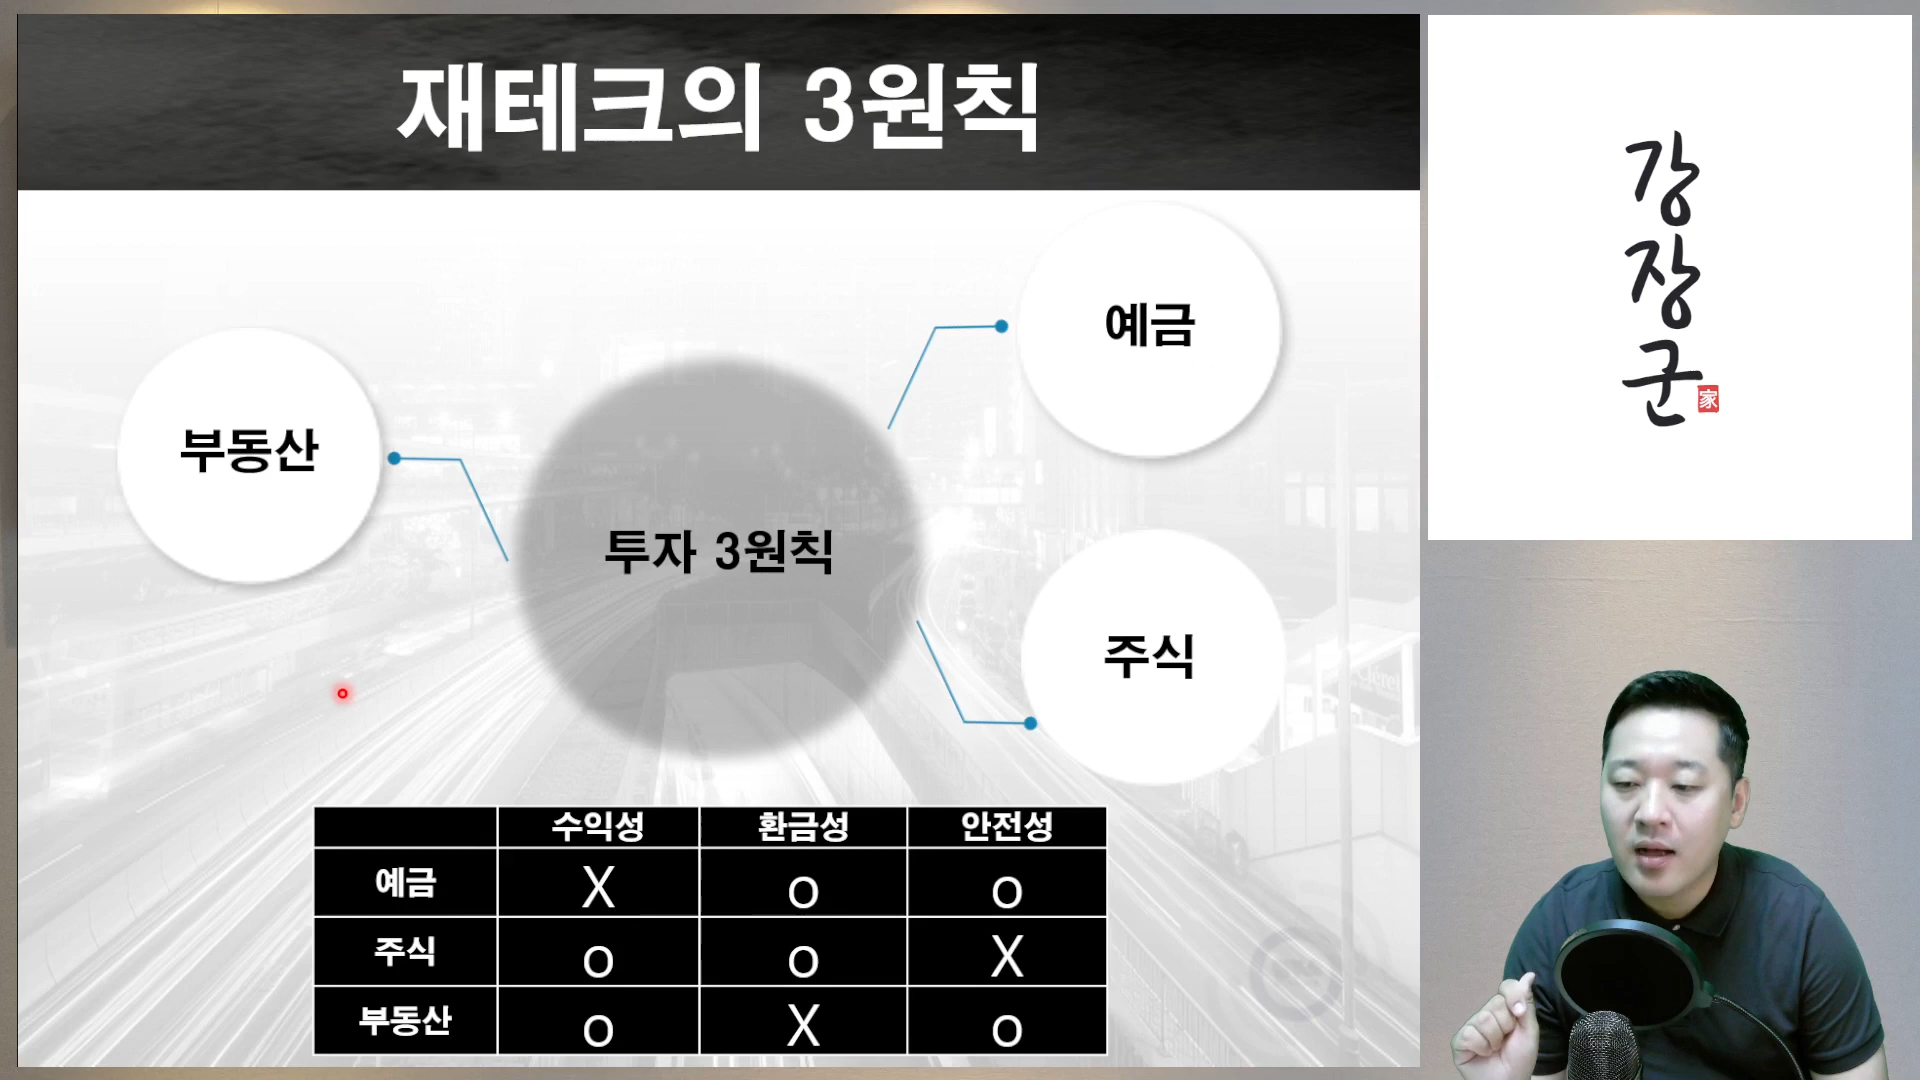 재테크의 3원칙
부동산
예금
투자 3원칙
주식
수익성 환금성 안전성
예금 X o o
주식 o o X
부동산 o X o
강
장
군
家